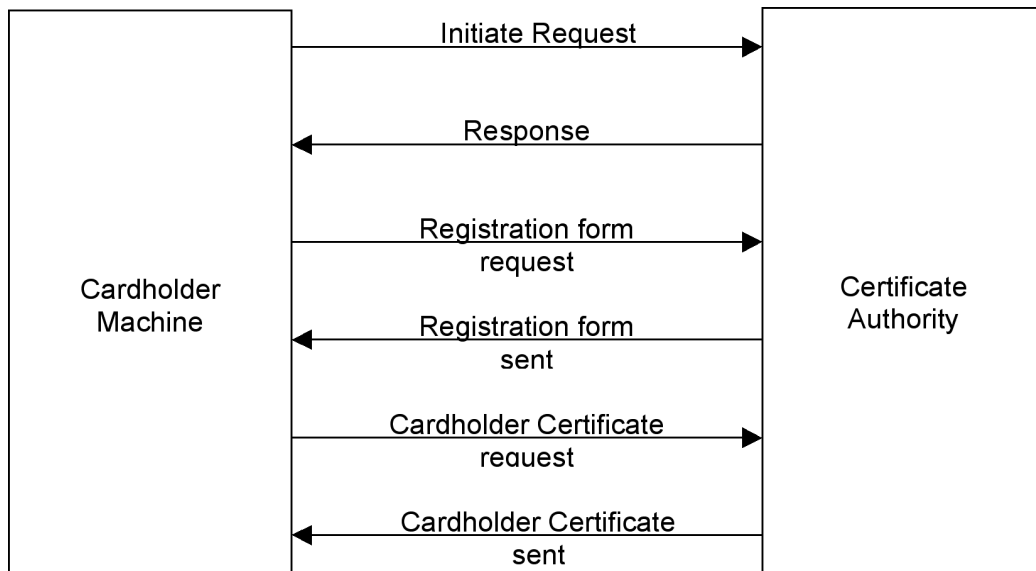 Initiate Request
Response
Registration form
request
Cardholder
Machine
Certificate
Authority
Registration form
sent
Cardholder Certificate
request
Cardholder Certificate
sent